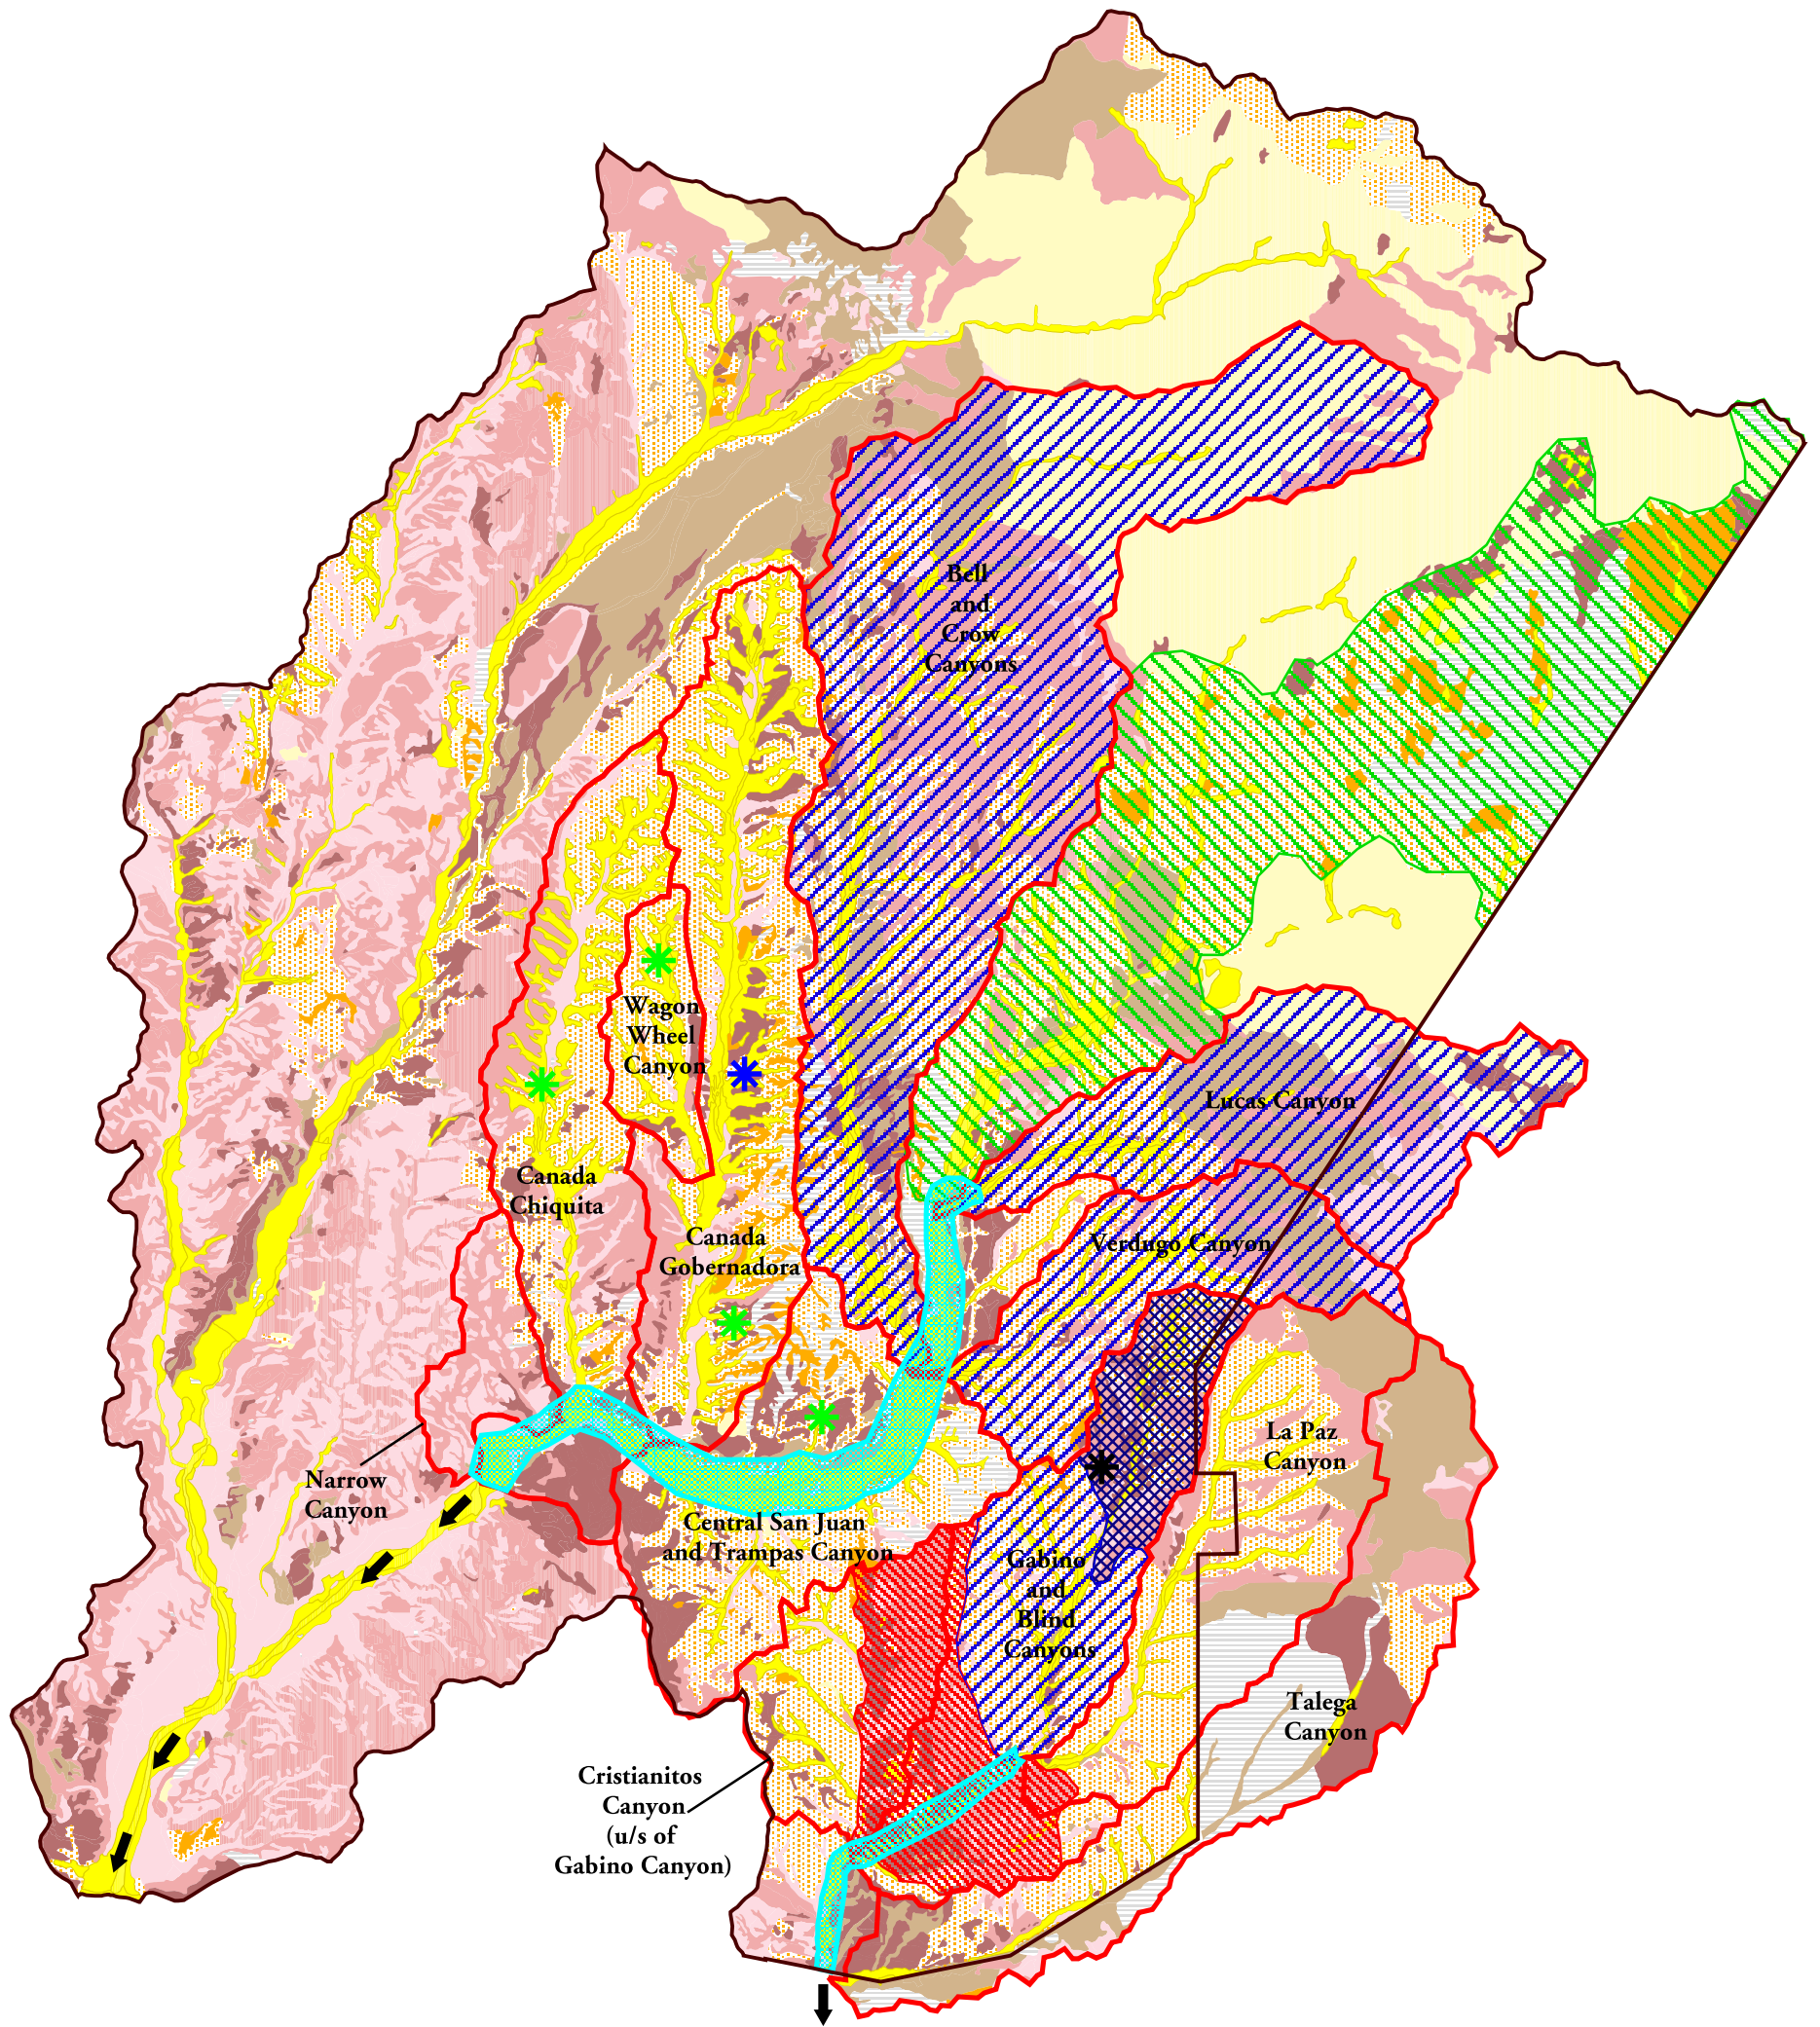 Bell
and
Crow
Canyons
Wagon
Wheel
Canyon
Lucas Canyon
Canada
Chiquita
Canada
Gobernadora
Verdugo Canyon
La Paz
Canyon
Narrow
Canyon
Central San Juan
and Trampas Canyon
Gabino
and
Blind
Canyons
Talega
Canyon
Cristianitos
Canyon
(u/s of
Gabino Canyon)